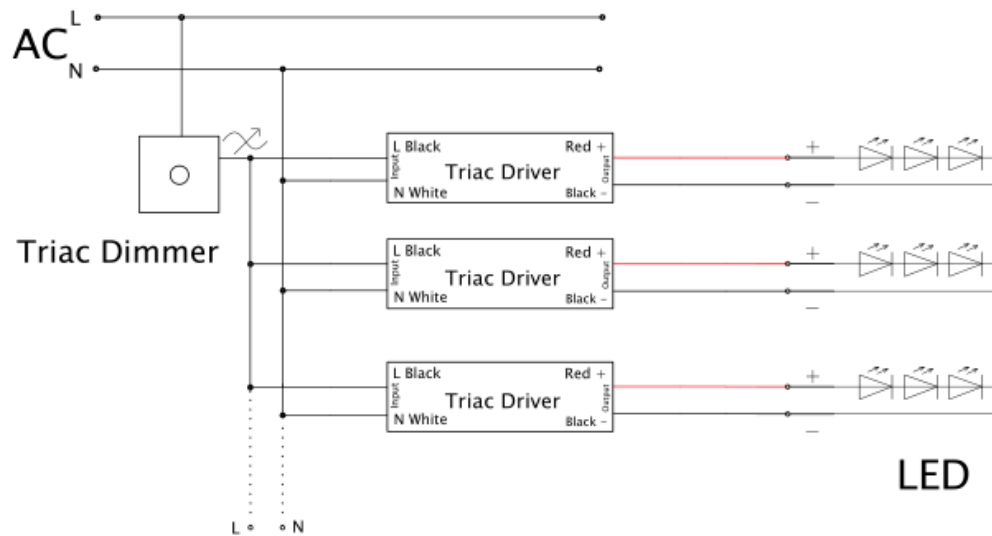 L
AC
N
L Black
Red +
Input
Triac Driver
Output
N White
Black -
+
−
Triac Dimmer
L Black
Red +
Input
Triac Driver
Output
N White
Black -
+
−
L Black
Red +
Input
Triac Driver
Output
N White
Black -
+
−
LED
L
N